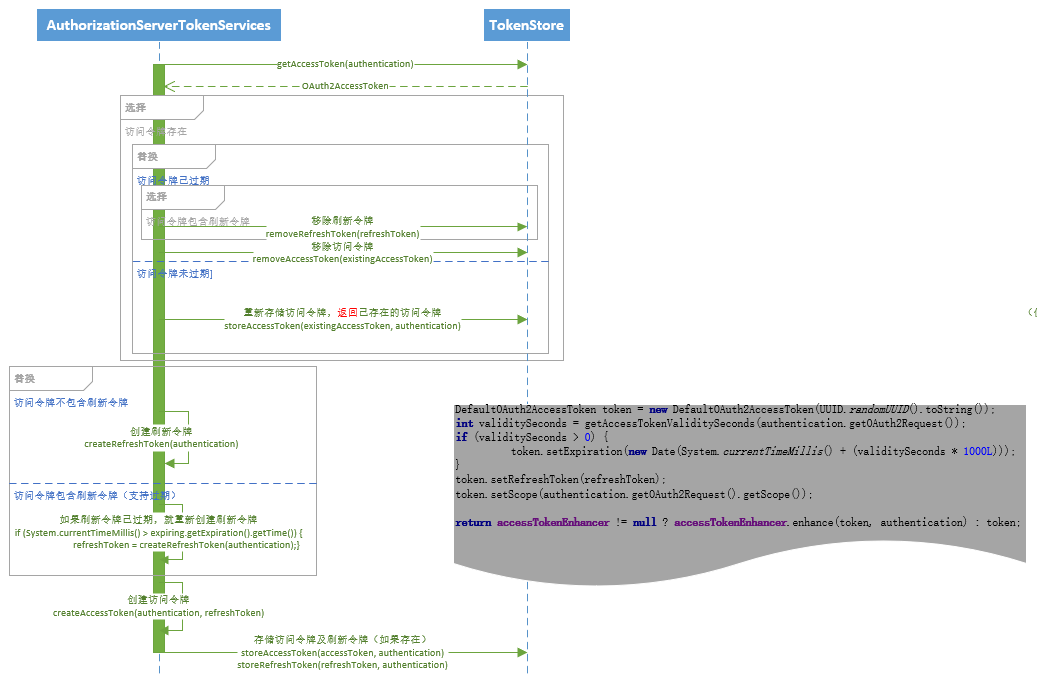 AuthorizationServerTokenServices
TokenStore
getAccessToken(authentication)
OAuth2AccessToken
选择
访问令牌存在
替换
访问令牌已过期
选择
访问令牌包含刷新令牌
移除刷新令牌
removeRefreshToken(refreshToken)
移除访问令牌
removeAccessToken(existingAccessToken)
访问令牌未过期]
重新存储访问令牌，返回已存在的访问令牌
storeAccessToken(existingAccessToken, authentication)
替换
访问令牌不包含刷新令牌
创建刷新令牌
createRefreshToken(authentication)
访问令牌包含刷新令牌（支持过期）
如果刷新令牌已过期，就重新创建刷新令牌
if (System.currentTimeMillis() > expiring.getExpiration().getTime()) {
refreshToken = createRefreshToken(authentication);}
创建访问令牌
createAccessToken(authentication, refreshToken)
存储访问令牌及刷新令牌（如果存在）
storeAccessToken(accessToken, authentication)
storeRefreshToken(refreshToken, authentication)
DefaultOAuth2AccessToken token = new DefaultOAuth2AccessToken(UUID.randomUUID().toString());
int validitySeconds = getAccessTokenValiditySeconds(authentication.getOAuth2Request());
if (validitySeconds > 0) {
token.setExpiration(new Date(System.currentTimeMillis() + (validitySeconds * 1000L)));
}
token.setRefreshToken(refreshToken);
token.setScope(authentication.getOAuth2Request().getScope());
return accessTokenEnhancer != null ? accessTokenEnhancer.enhance(token, authentication) : token;